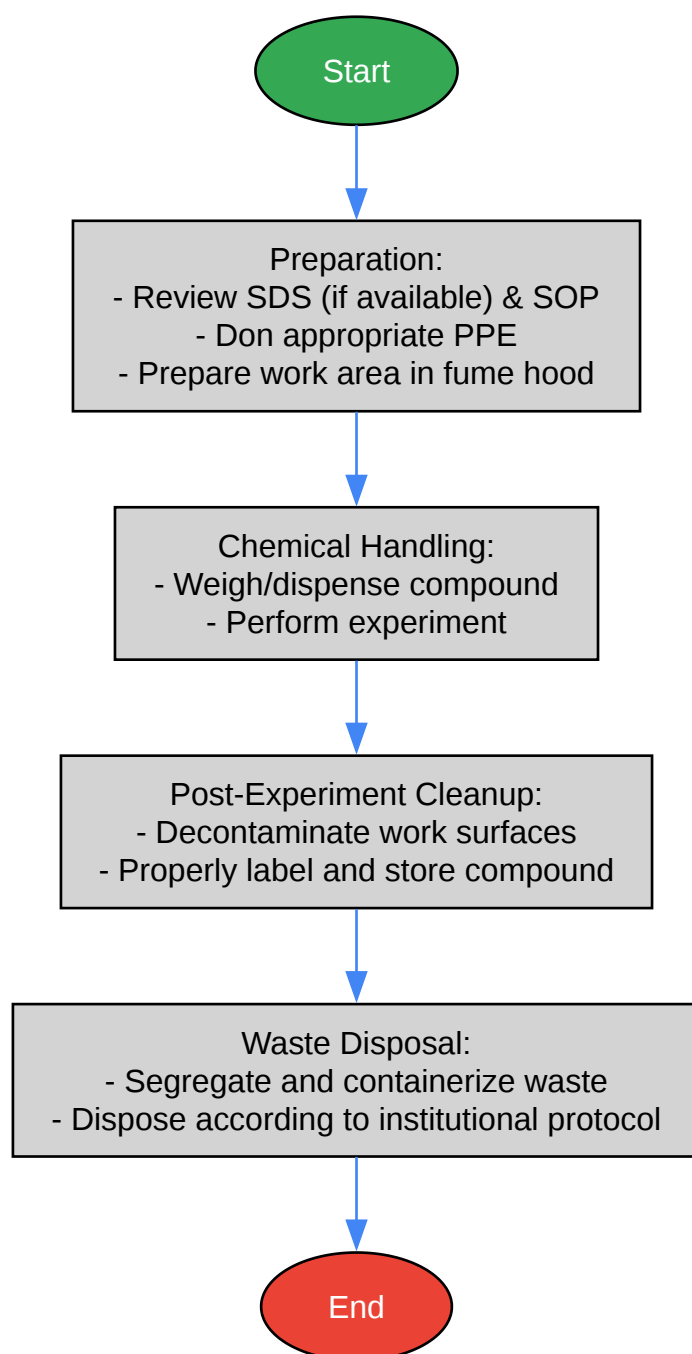 Start
Preparation:
- Review SDS (if available) & SOP
- Don appropriate PPE
- Prepare work area in fume hood
Chemical Handling:
- Weigh/dispense compound
- Perform experiment
Post-Experiment Cleanup:
- Decontaminate work surfaces
- Properly label and store compound
Waste Disposal:
- Segregate and containerize waste
- Dispose according to institutional protocol
End